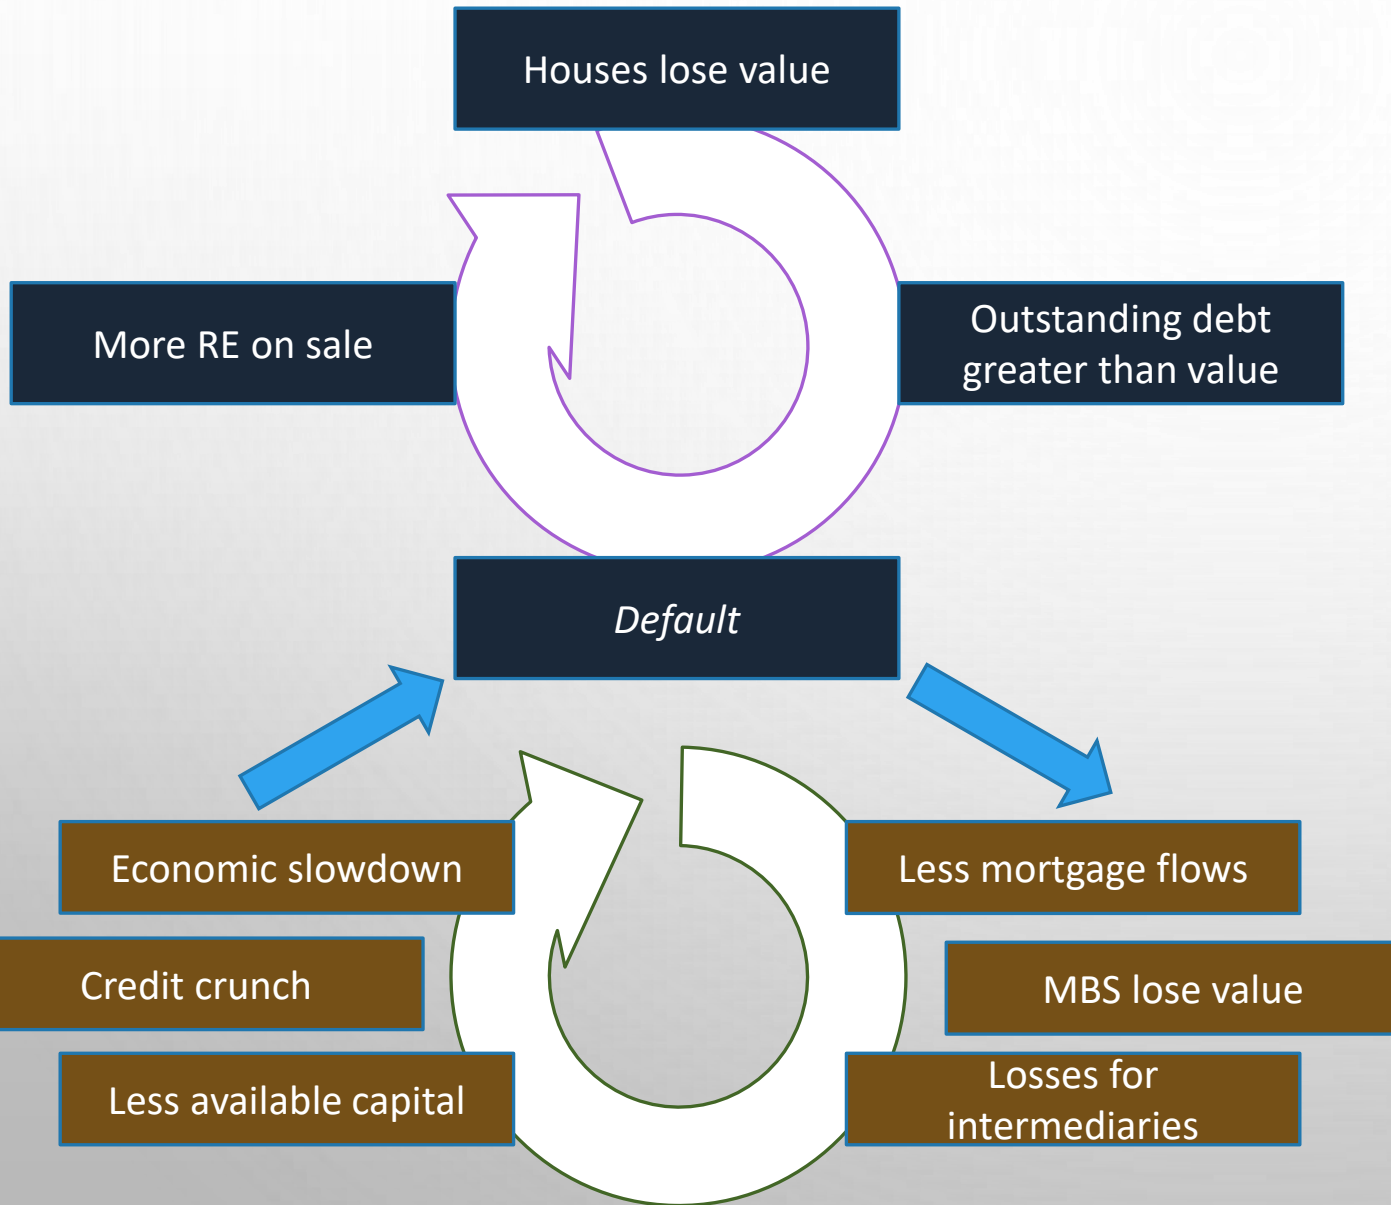 Houses lose value
More RE on sale
Outstanding debt
greater than value
Default
Economic slowdown
Less mortgage flows
Credit crunch
MBS lose value
Less available capital
Losses for
intermediaries